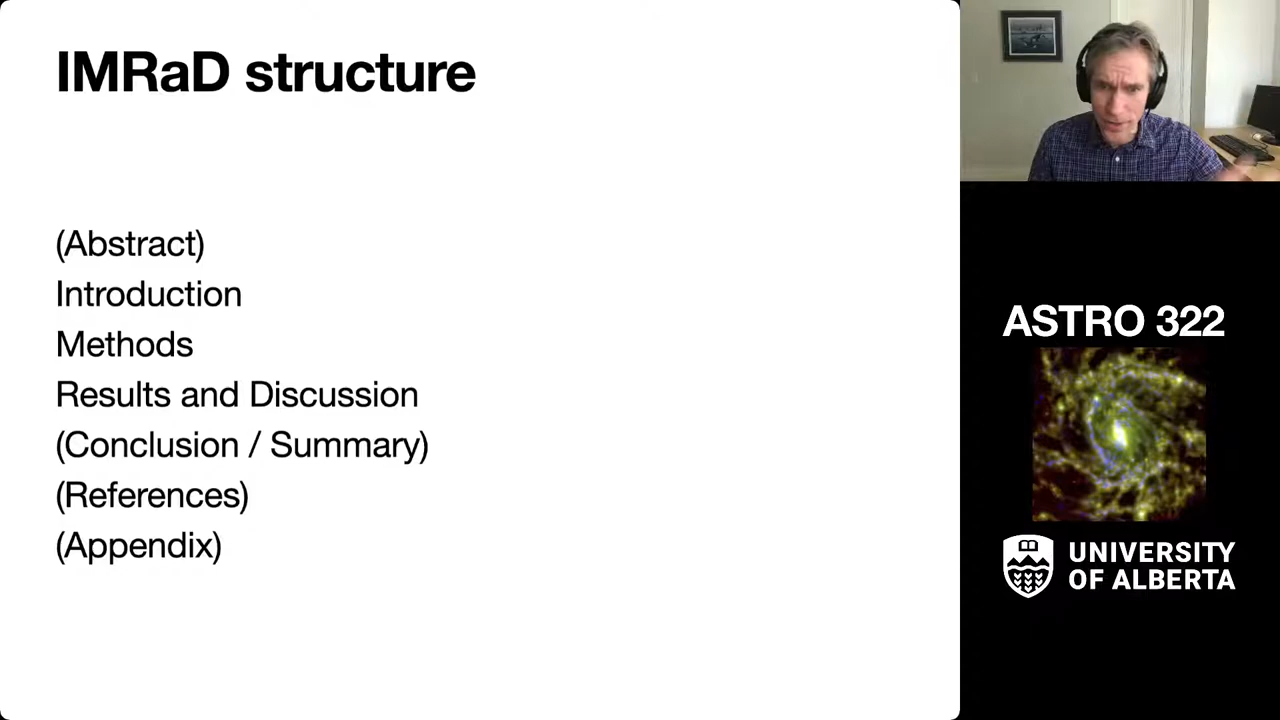 IMRaD structure
(Abstract)
Introduction
Methods
Results and Discussion
(Conclusion / Summary)
(References)
(Appendix)
ASTRO 322
UNIVERSITY
OF ALBERTA